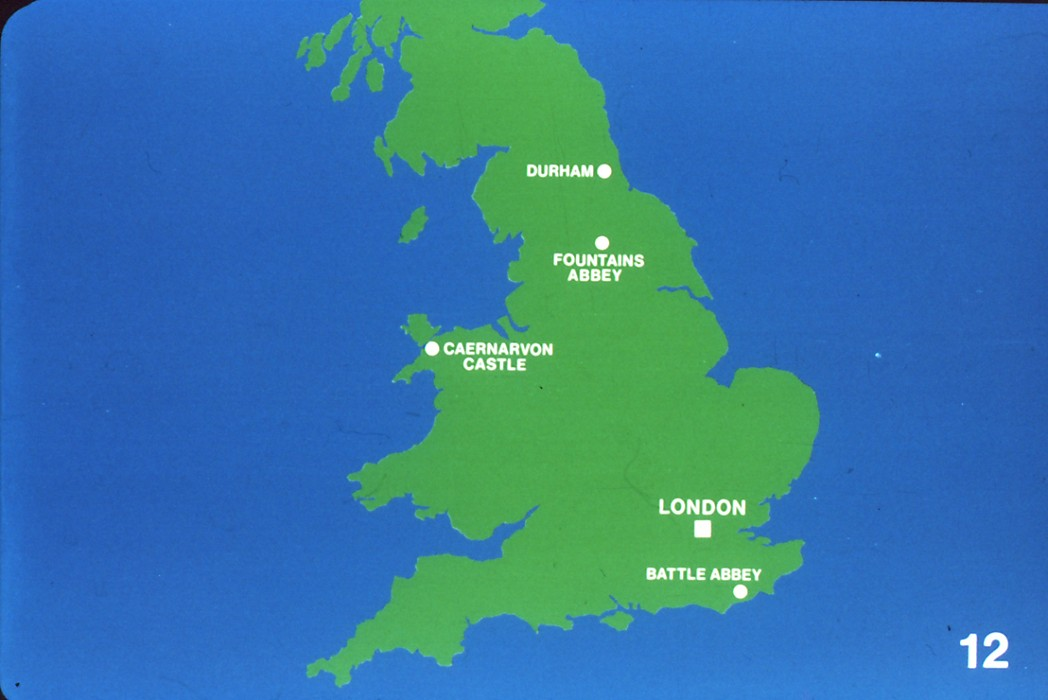 DURHAM
FOUNTAINS
ABBEY
CAERNARVON
CASTLE
LONDON
BATTLE ABBEY
12